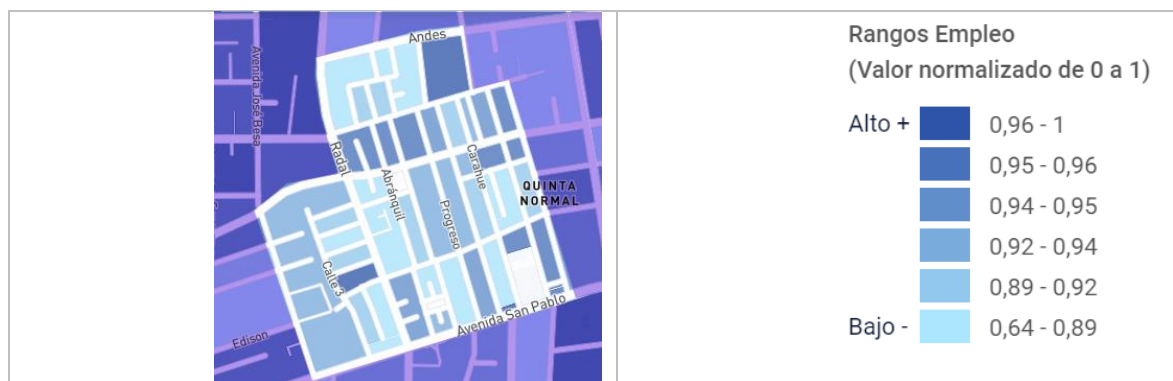 Andes
Avenida José Besa
Radal
Carahue
Abránquil
QUINTA
NORMAL
Progreso
Calle 3
Avenida San Pablo
Edison
Rangos Empleo
(Valor normalizado de 0 a 1)
Alto + 0,96 - 1
0,95 - 0,96
0,94 - 0,95
0,92 - 0,94
0,89 - 0,92
Bajo - 0,64 - 0,89